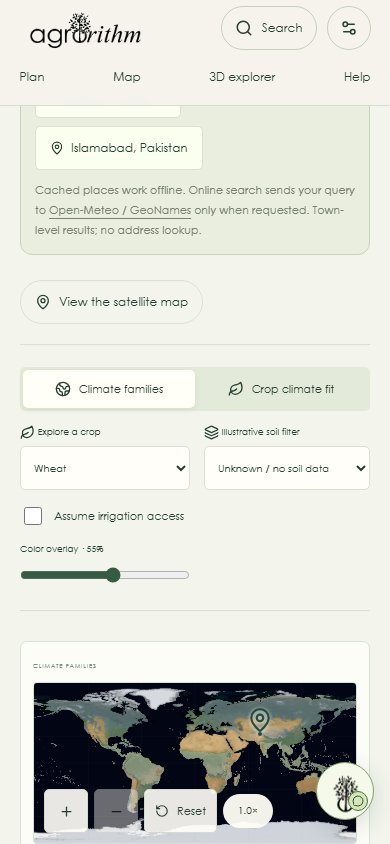 agrorithm
Search
Plan
Map
3D explorer
Help
Islamabad, Pakistan
Cached places work offline. Online search sends your query
to Open-Meteo / GeoNames only when requested. Town-
level results; no address lookup.
View the satellite map
Climate families
Crop climate fit
Explore a crop
Illustrative soil filter
Wheat
Unknown / no soil data
Assume irrigation access
Color overlay · 55%
CLIMATE FAMILIES
+
−
Reset
1.0×